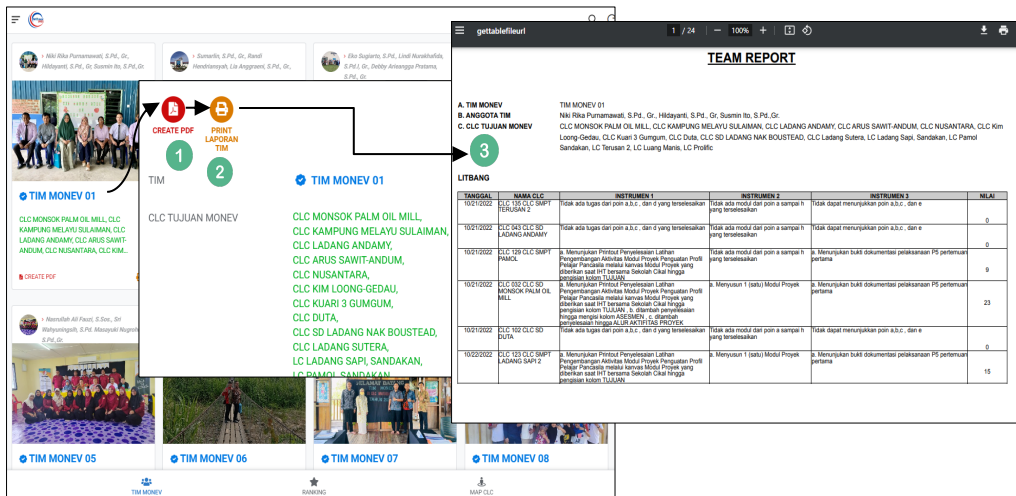 › Niki Rika Purnamawati, S.Pd., Gr.,
Hildayanti, S.Pd., Gr, Susmin Ito, S.Pd.,Gr.
› Sumarlin, S.Pd., Gr., Randi
Hendriansyah, Lia Anggraeni, S.Pd., Gr.,
› Eko Sugianto, S.Pd., Lindi Nurakhafida,
S.Pd.I, Gr., Debby Ariwangga Pratama,
S.Pd., Gr.
TIM MONEV 01
CLC MONSOK PALM OIL MILL, CLC
KAMPUNG MELAYU SULAIMAN, CLC
LADANG ANDAMY, CLC ARUS SAWIT-
ANDUM, CLC NUSANTARA, CLC KIM...
CREATE PDF
› Nasrullah Ali Fauzi, S.Sos., Sri
Wahyuningsih, S.Pd, Masayuki Nugroho
S.Pd.,Gr.
TIM MONEV 05
TIM MONEV 06
TIM MONEV 07
TIM MONEV 08
TIM MONEV
RANKING
MAP CLC
CREATE PDF
PRINT
LAPORAN
TIM
1
2
TIM
TIM MONEV 01
CLC TUJUAN MONEV
CLC MONSOK PALM OIL MILL,
CLC KAMPUNG MELAYU SULAIMAN,
CLC LADANG ANDAMY,
CLC ARUS SAWIT-ANDUM,
CLC NUSANTARA,
CLC KIM LOONG-GEDAU,
CLC KUARI 3 GUMGUM,
CLC DUTA,
CLC SD LADANG NAK BOUSTEAD,
CLC LADANG SUTERA,
LC LADANG SAPI, SANDAKAN,
LC PAMOL SANDAKAN
gettablefileurl
1 / 24
100%
TEAM REPORT
A. TIM MONEV TIM MONEV 01
B. ANGGOTA TIM Niki Rika Purnamawati, S.Pd., Gr., Hildayanti, S.Pd., Gr, Susmin Ito, S.Pd.,Gr.
C. CLC TUJUAN MONEV CLC MONSOK PALM OIL MILL, CLC KAMPUNG MELAYU SULAIMAN, CLC LADANG ANDAMY, CLC ARUS SAWIT-ANDUM, CLC NUSANTARA, CLC Kim
Loong-Gedau, CLC Kuari 3 Gumgum, CLC Duta, CLC SD LADANG NAK BOUSTEAD, CLC Ladang Sutera, LC Ladang Sapi, Sandakan, LC Pamol
Sandakan, LC Terusan 2, LC Luang Manis, LC Prolific
3
LITBANG
TANGGAL NAMA CLC INSTRUMEN 1 INSTRUMEN 2 INSTRUMEN 3 NILAI
10/21/2022 CLC 135 CLC SMPT Tidak ada tugas dari poin a,b,c, dan d yang terselesaikan Tidak ada modul dari poin a sampai h Tidak dapat menunjukkan poin a,b,c , dan e
TERUSAN 2 yang terselesaikan
0
10/21/2022 CLC 043 CLC SD Tidak ada tugas dari poin a,b,c, dan d yang terselesaikan Tidak ada modul dari poin a sampai h Tidak dapat menunjukkan poin a,b,c , dan e
LADANG ANDAMY yang terselesaikan
0
10/21/2022 CLC 129 CLC SMPT a. Menunjukan Printout Penyelesaian Latihan Tidak ada modul dari poin a sampai h a. Menunjukan bukti dokumentasi pelaksanaan P5 pertemuan
PAMOL Pengembangan Aktivitas Modul Proyek Penguatan Profil yang terselesaikan pertama
Pelajar Pancasila melalui kanvas Modul Proyek yang
diberikan saat IHT bersama Sekolah Cikal hingga
pengisian kolom TUJUAN
9
10/21/2022 CLC 032 CLC SD a. Menunjukan Printout Penyelesaian Latihan a. Menyusun 1 (satu) Modul Proyek a. Menunjukan bukti dokumentasi pelaksanaan P5 pertemuan
MONSOK PALM OIL Pengembangan Aktivitas Modul Proyek Penguatan Profil pertama
MILL Pelajar Pancasila melalui kanvas Modul Proyek yang
diberikan saat IHT bersama Sekolah Cikal hingga
pengisian kolom TUJUAN , b. ditambah penyelesaian
hingga mengisi kolom ASESMEN , c. ditambah
penyelesaian hingga ALUR AKTIFITAS PROYEK
23
10/21/2022 CLC 102 CLC SD Tidak ada tugas dari poin a,b,c, dan d yang terselesaikan Tidak ada modul dari poin a sampai h Tidak dapat menunjukkan poin a,b,c , dan e
DUTA yang terselesaikan
0
10/22/2022 CLC 123 CLC SMPT a. Menunjukan Printout Penyelesaian Latihan a. Menyusun 1 (satu) Modul Proyek a. Menunjukan bukti dokumentasi pelaksanaan P5 pertemuan
LADANG SAPI 2 Pengembangan Aktivitas Modul Proyek Penguatan Profil pertama
Pelajar Pancasila melalui kanvas Modul Proyek yang
diberikan saat IHT bersama Sekolah Cikal hingga
pengisian kolom TUJUAN
15